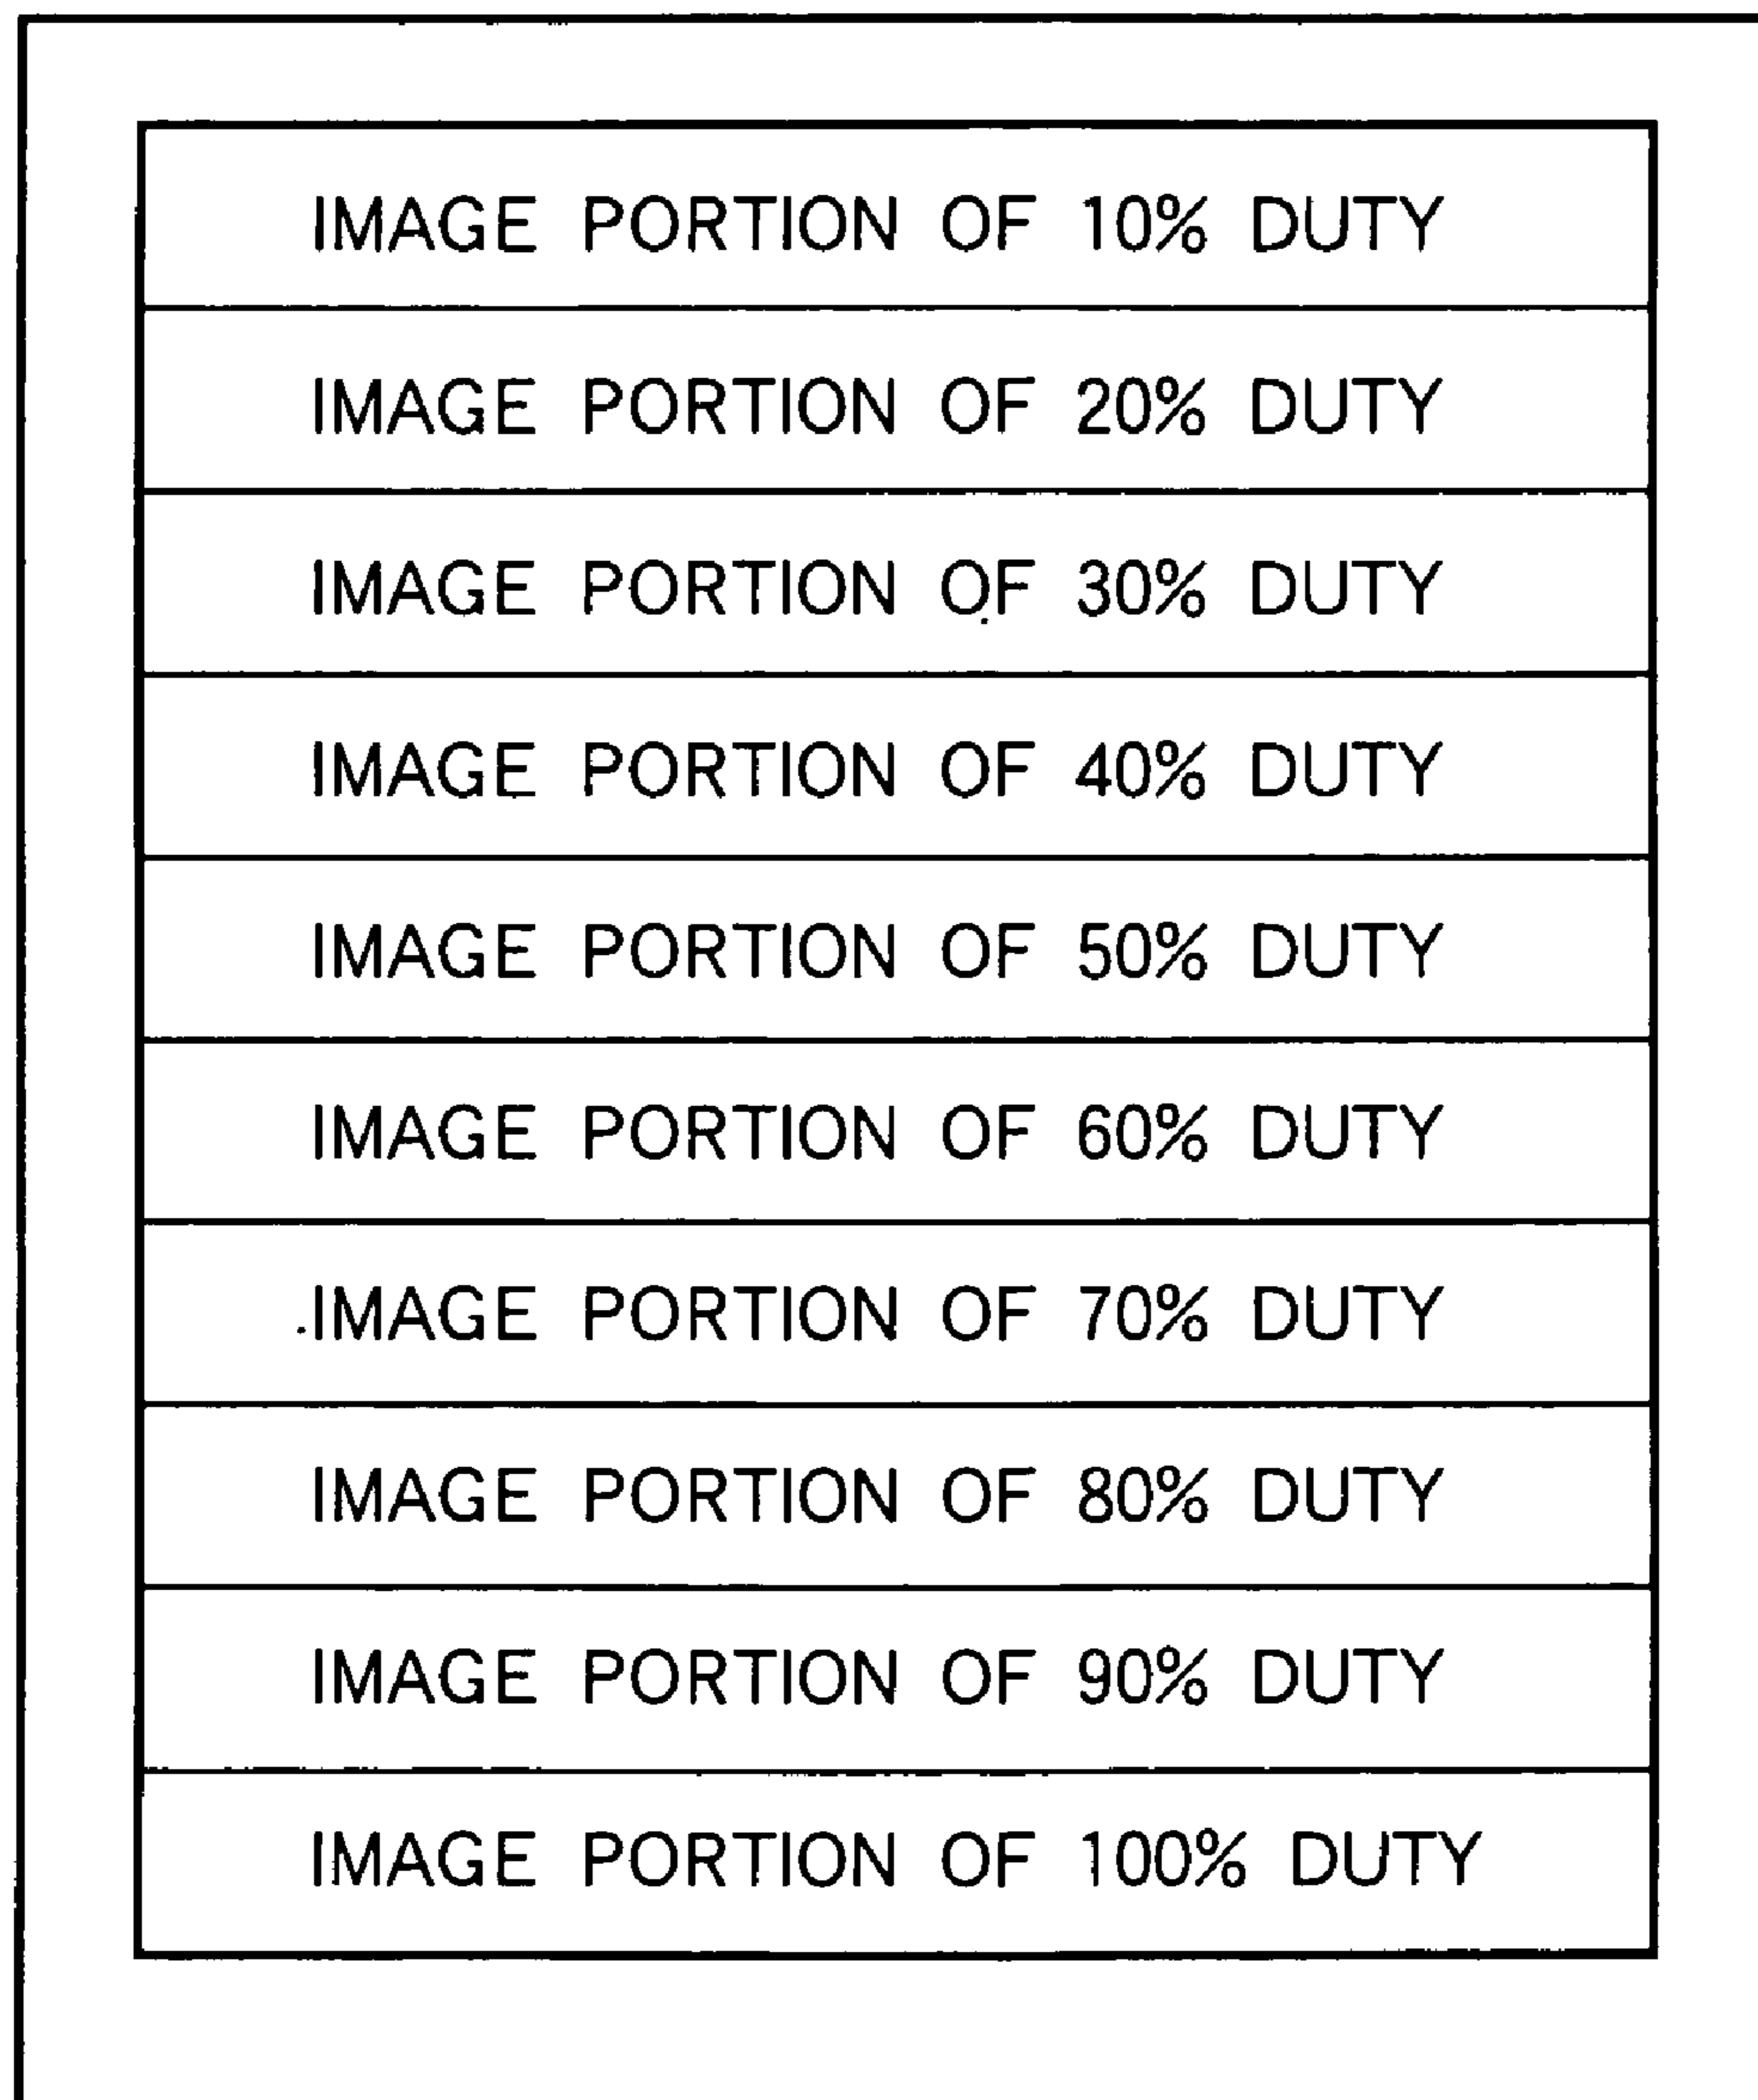 IMAGE PORTION OF 10% DUTY
IMAGE PORTION OF 20% DUTY
IMAGE PORTION OF 30% DUTY
IMAGE PORTION OF 40% DUTY
IMAGE PORTION OF 50% DUTY
IMAGE PORTION OF 60% DUTY
IMAGE PORTION OF 70% DUTY
IMAGE PORTION OF 80% DUTY
IMAGE PORTION OF 90% DUTY
IMAGE PORTION OF 100% DUTY